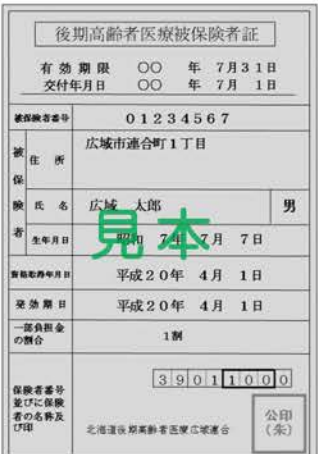 後期高齢者医療被保険者証
有効期限 〇〇 年 7月31日
交付年月日 〇〇 年 7月 1日
被保険者番号 01234567
被保険者
住所 広域市連合町1丁目
氏名 広域 太郎 男
生年月日 昭和 7年 7月 7日
見本
資格取得年月日 平成20年 4月 1日
発効期日 平成20年 4月 1日
一部負担金
の割合 1割
保険者番号
並びに保険
者の名称及
び印
39011000
北海道後期高齢者医療広域連合
公印
(朱)